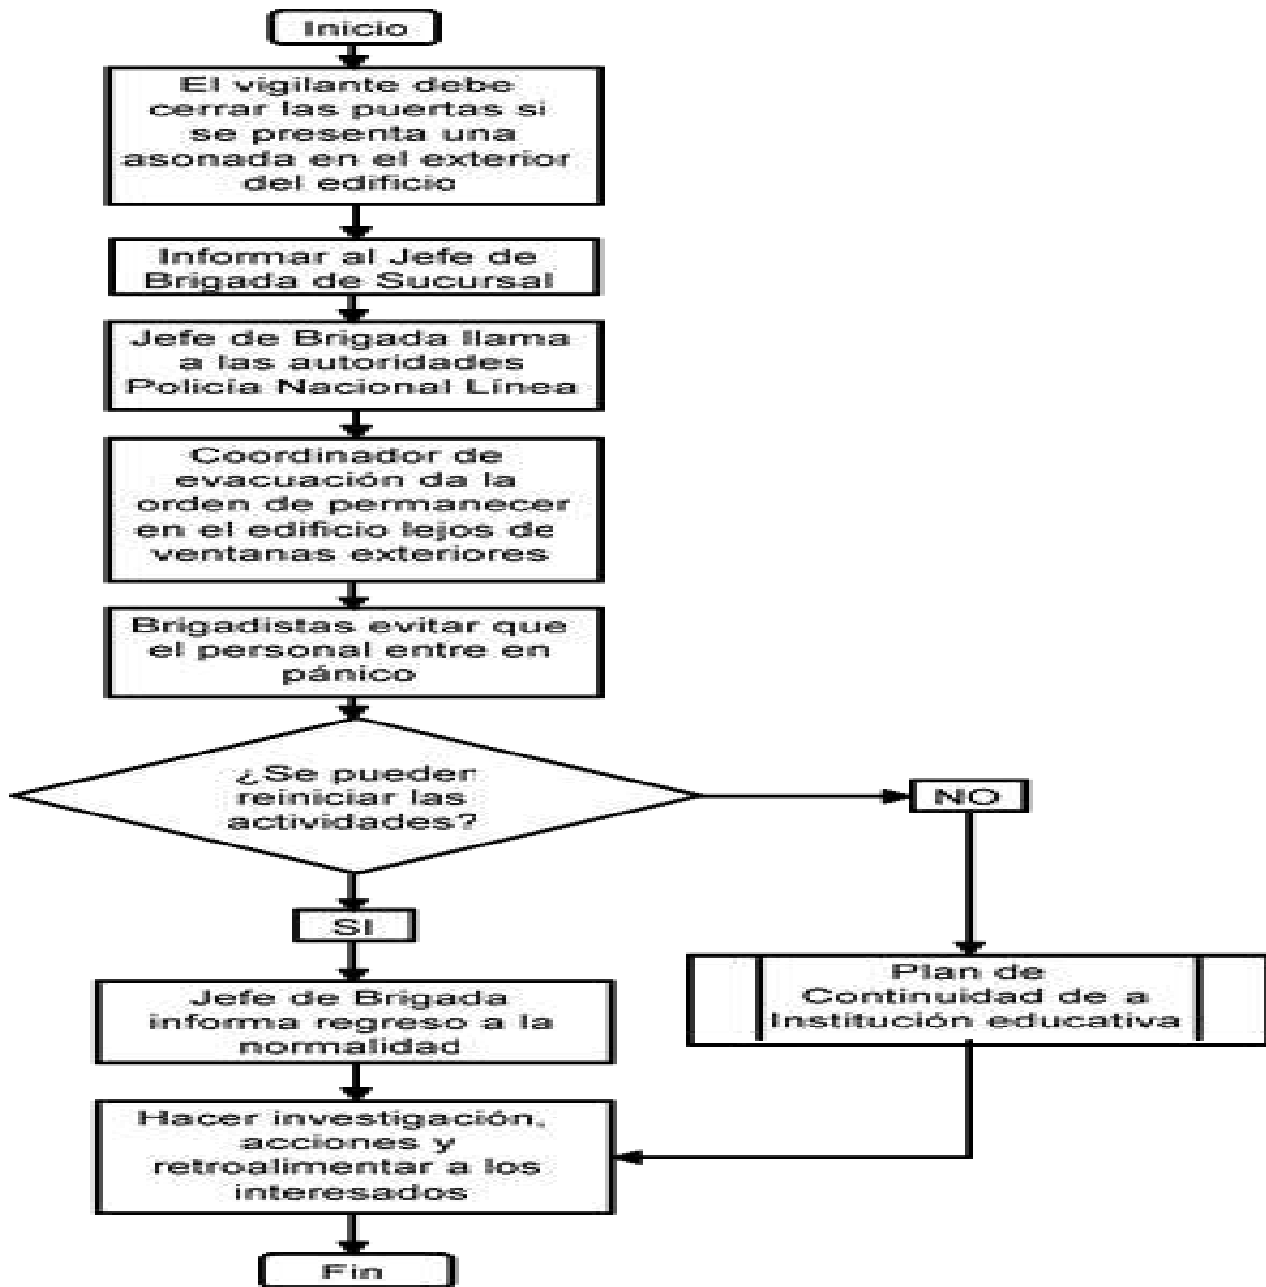 Inicio
El vigilante debe
cerrar las puertas si
se presenta una
asonada en el exterior
del edificio
Informar al Jefe de
Brigada de Sucursal
Jefe de Brigada llama
a las autoridades
Policía Nacional Línea
Coordinador de
evacuación da la
orden de permanecer
en el edificio lejos de
ventanas exteriores
Brigadistas evitar que
el personal entre en
pánico
¿Se pueden
reiniciar las
actividades?
NO
SI
Plan de
Continuidad de a
Institución educativa
Jefe de Brigada
informa regreso a la
normalidad
Hacer investigación,
acciones y
retroalimentar a los
interesados
Fin